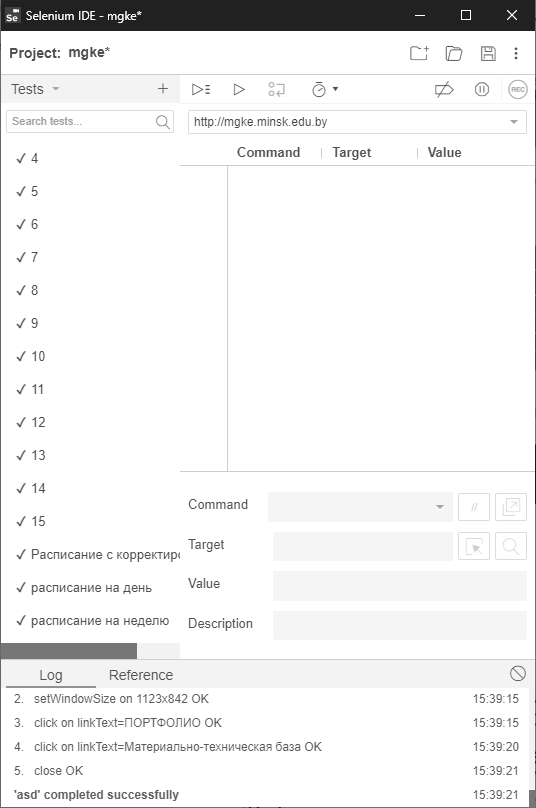 Se Selenium IDE - mgke*
Project: mgke*
Tests
REC
Search tests...
http://mgke.minsk.edu.by
Command Target Value
✓ 4
✓ 5
✓ 6
✓ 7
✓ 8
✓ 9
✓ 10
✓ 11
✓ 12
✓ 13
✓ 14
✓ 15
✓ Расписание с корректиро
✓ расписание на день
✓ расписание на неделю
Command
//
Target
Value
Description
Log Reference
2. setWindowSize on 1123x842 OK 15:39:15
3. click on linkText=ПОРТФОЛИО OK 15:39:15
4. click on linkText=Материально-техническая база OK 15:39:20
5. close OK 15:39:21
'asd' completed successfully 15:39:21